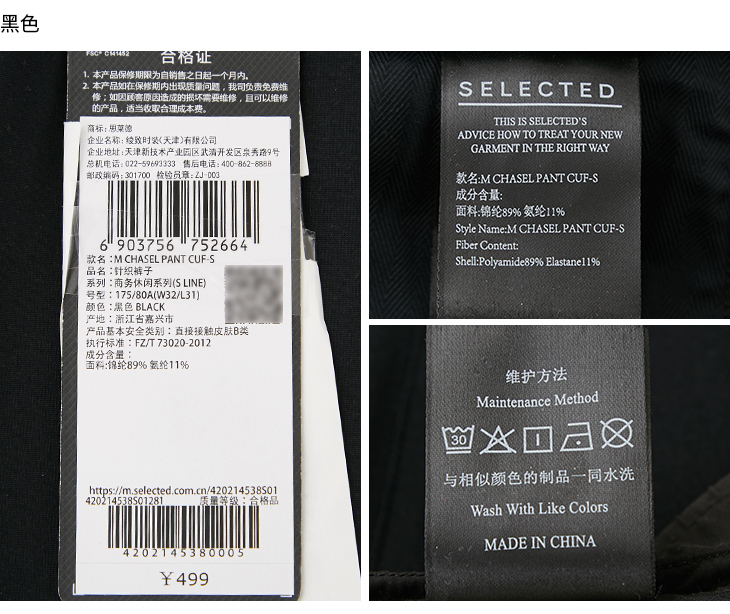 黑色
FSC® C141452
合格证
1. 本产品保修期限为自销售之日起一个月内。
2. 本产品如在保修期内出现质量问题，我司负责免费维
修；如因顾客原因造成的损坏需要维修，且可以维修
的产品，适当收取合理成本费。
商标：思莱德
企业名称：绫致时装(天津)有限公司
企业地址：天津新技术产业园区武清开发区泉秀路9号
总机电话：022-59693333 售后电话：400-862-8888
邮政编码：301700 检验员章：ZJ-003
6 903756 752664
款名：M CHASEL PANT CUF-S
品名：针织裤子
系列：商务休闲系列(S LINE)
号型：175/80A(W32/L31)
颜色：黑色 BLACK
产地：浙江省嘉兴市
产品基本安全类别：直接接触皮肤B类
执行标准：FZ/T 73020-2012
成分含量：
面料:锦纶89% 氨纶11%
https://m.selected.com.cn/420214538S01
420214538S01281 质量等级：合格品
4202145380005
￥499
SELECTED
THIS IS SELECTED'S
ADVICE HOW TO TREAT YOUR NEW
GARMENT IN THE RIGHT WAY
款名:M CHASEL PANT CUF-S
成分含量:
面料:锦纶89% 氨纶11%
Style Name:M CHASEL PANT CUF-S
Fiber Content:
Shell:Polyamide89% Elastane11%
维护方法
Maintenance Method
30
与相似颜色的制品一同水洗
Wash With Like Colors
MADE IN CHINA